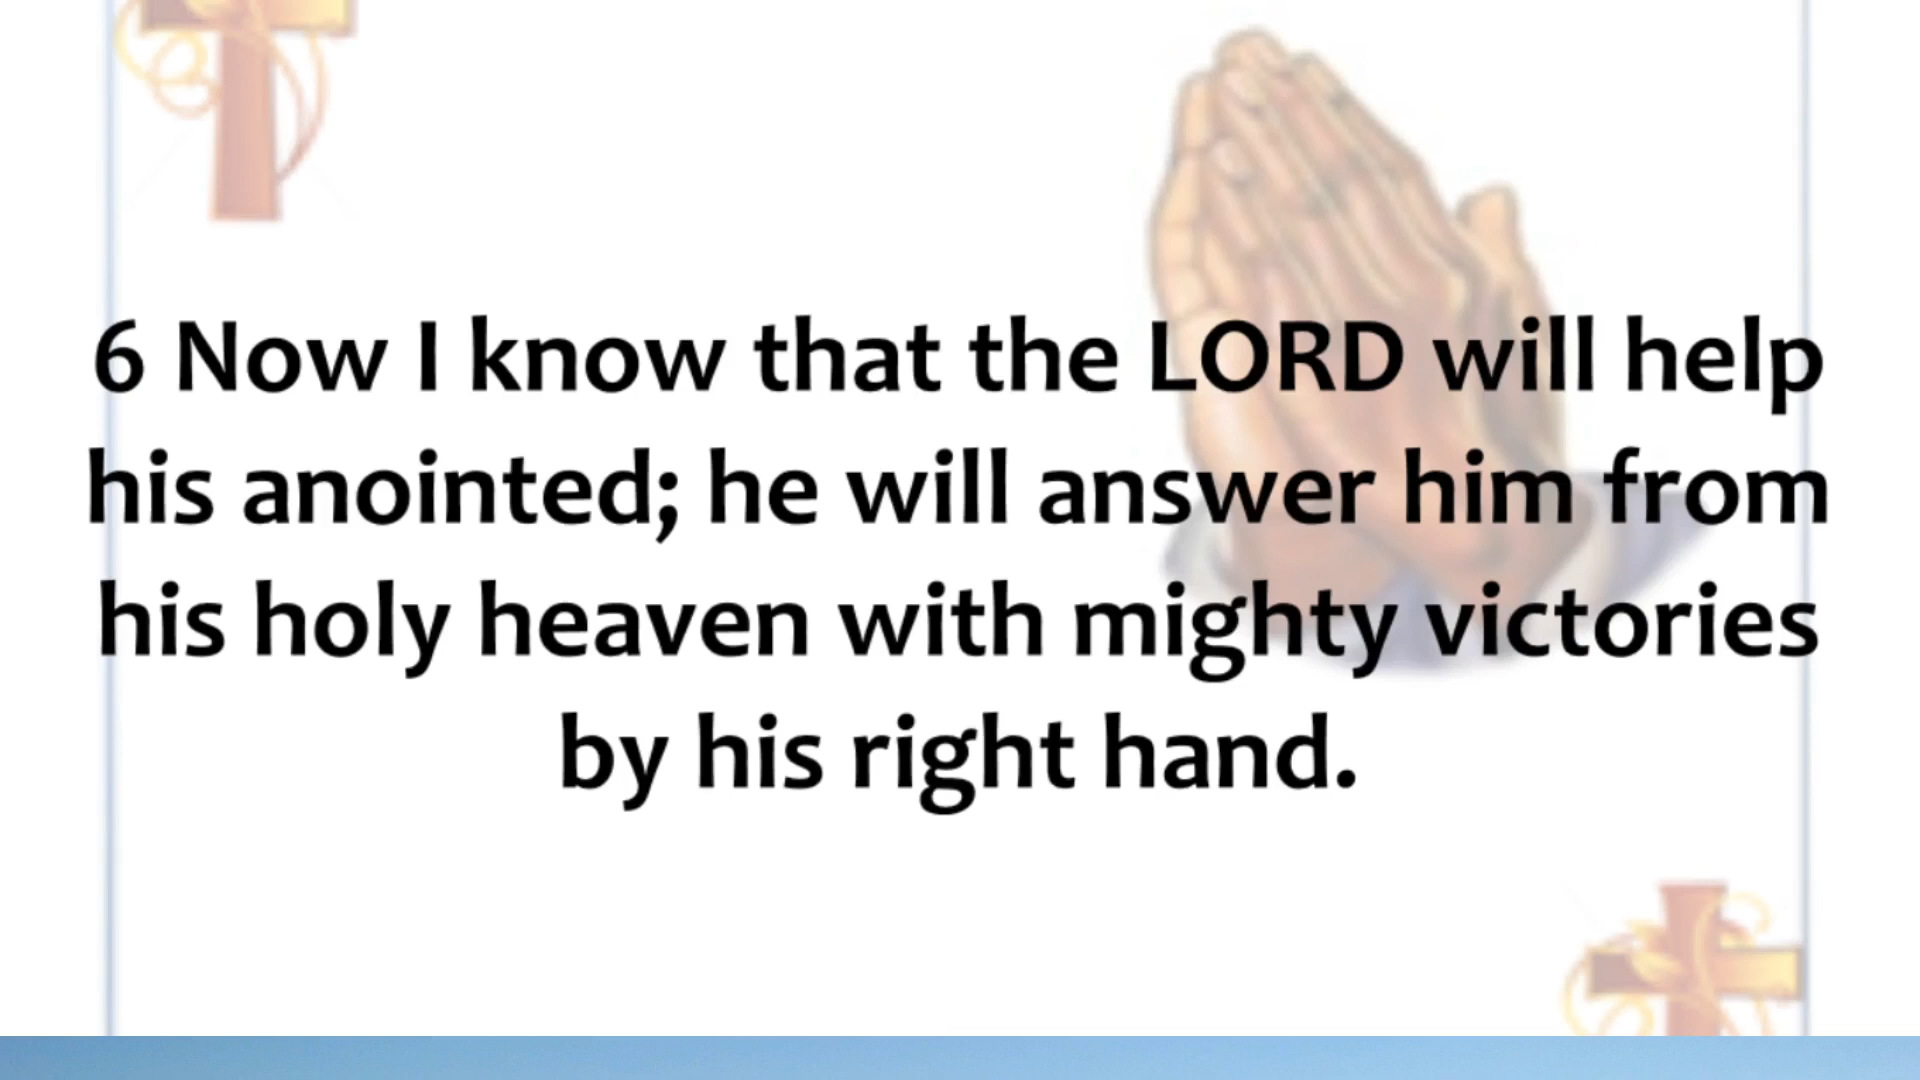 6 Now I know that the LORD will help
his anointed; he will answer him from
his holy heaven with mighty victories
by his right hand.